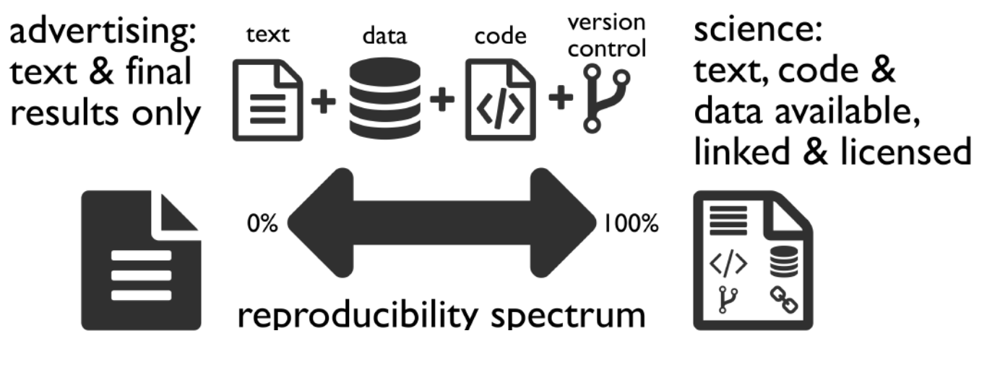 advertising:
text & final
results only
text
data
code
version
control
science:
text, code &
data available,
linked & licensed
0%
100%
reproducibility spectrum